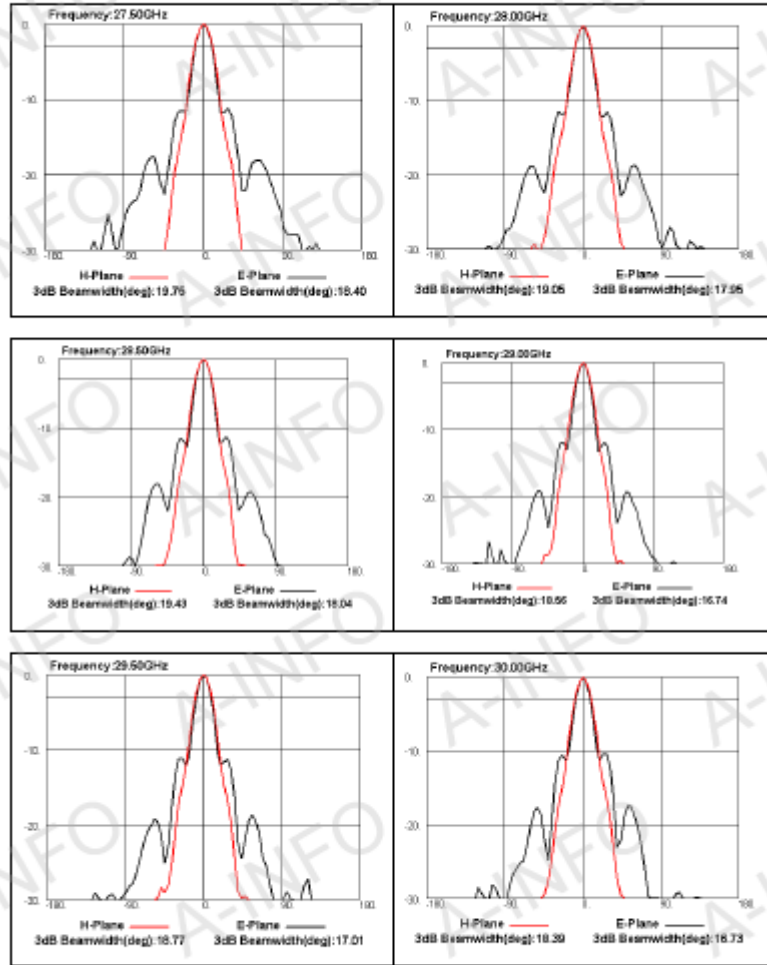 Frequency:27.50GHz
0.
-10.
-20.
-30.
-180. -90. 0. 90. 180.
H-Plane E-Plane
3dB Beamwidth(deg):19.76 3dB Beamwidth(deg):18.40
Frequency:28.00GHz
0.
-10.
-20.
-30.
-180. -90. 0. 90. 180.
H-Plane E-Plane
3dB Beamwidth(deg):19.05 3dB Beamwidth(deg):17.95
Frequency:28.50GHz
0.
-10.
-20.
-30.
-180. -90. 0. 90. 180.
H-Plane E-Plane
3dB Beamwidth(deg):19.43 3dB Beamwidth(deg):18.04
Frequency:29.00GHz
0.
-10.
-20.
-30.
-180. -90. 0. 90. 180.
H-Plane E-Plane
3dB Beamwidth(deg):18.56 3dB Beamwidth(deg):16.74
Frequency:29.50GHz
0.
-10.
-20.
-30.
-180. -90. 0. 90. 180.
H-Plane E-Plane
3dB Beamwidth(deg):18.77 3dB Beamwidth(deg):17.01
Frequency:30.00GHz
0.
-10.
-20.
-30.
-180. -90. 0. 90. 180.
H-Plane E-Plane
3dB Beamwidth(deg):18.39 3dB Beamwidth(deg):16.73
A-INFO
A-INFO
A-INFO
A-INFO